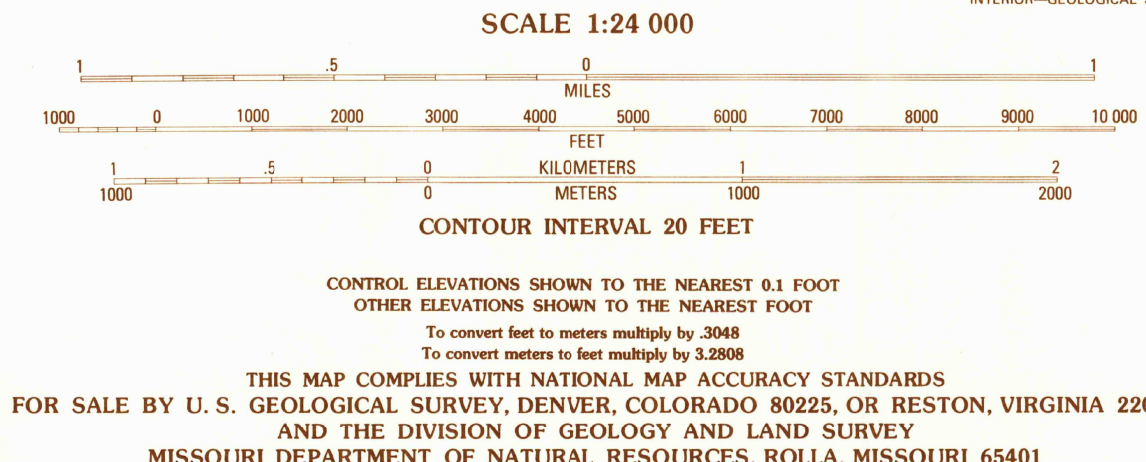 SCALE 1:24 000
1 .5 0 1
MILES
1000 0 1000 2000 3000 4000 5000 6000 7000 8000 9000 10 000
FEET
1 .5 0 KILOMETERS 1 2
1000 0 METERS 1000 2000
CONTOUR INTERVAL 20 FEET
CONTROL ELEVATIONS SHOWN TO THE NEAREST 0.1 FOOT
OTHER ELEVATIONS SHOWN TO THE NEAREST FOOT
To convert feet to meters multiply by .3048
To convert meters to feet multiply by 3.2808
THIS MAP COMPLIES WITH NATIONAL MAP ACCURACY STANDARDS
FOR SALE BY U. S. GEOLOGICAL SURVEY, DENVER, COLORADO 80225, OR RESTON, VIRGINIA
AND THE DIVISION OF GEOLOGY AND LAND SURVEY
MISSOURI DEPARTMENT OF NATURAL RESOURCES, ROLLA, MISSOURI 65401